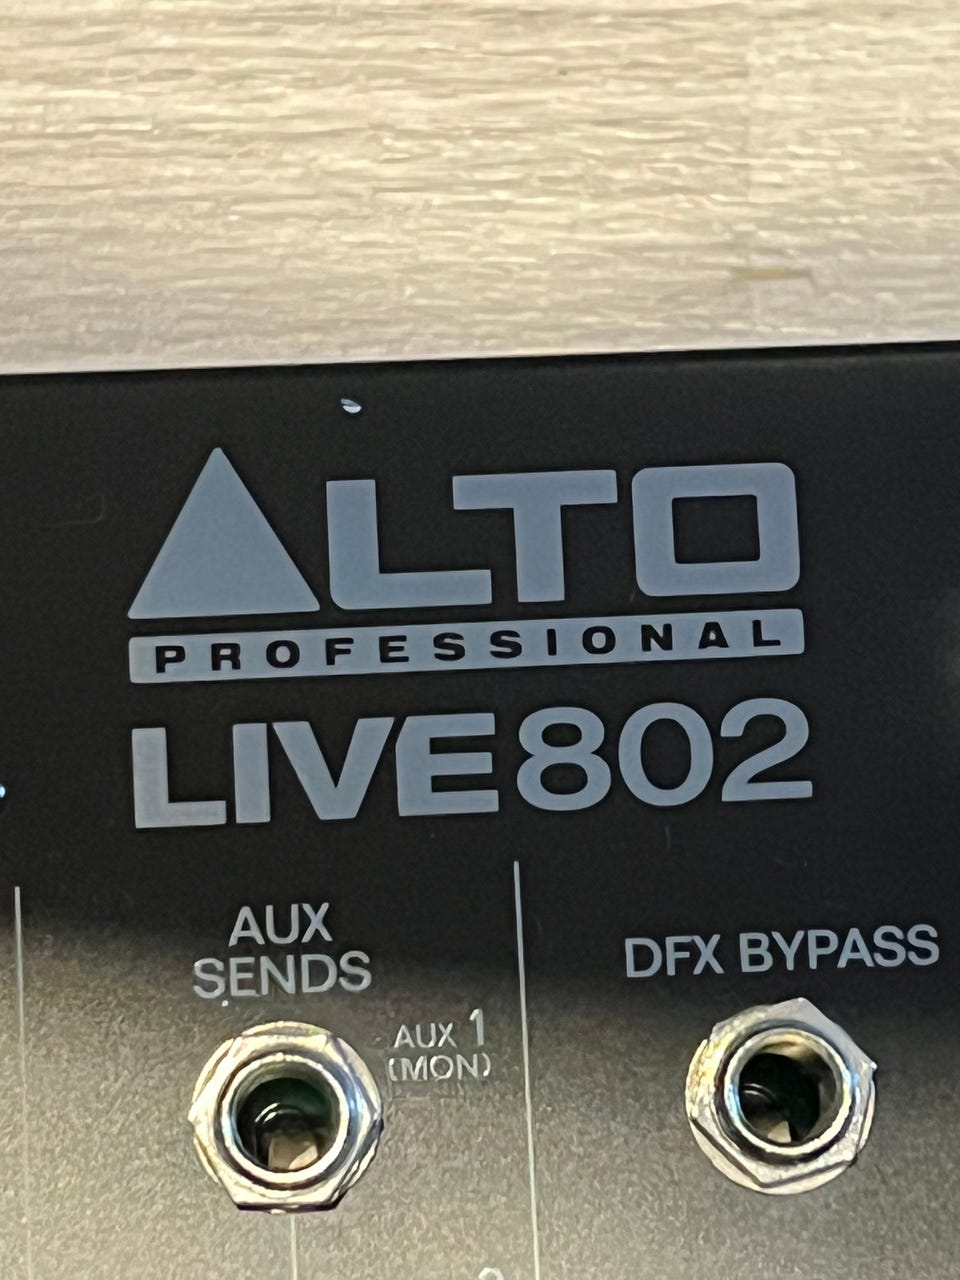 ALTO
PROFESSIONAL
LIVE802
AUX
SENDS
DFX BYPASS
AUX 1
(MON)